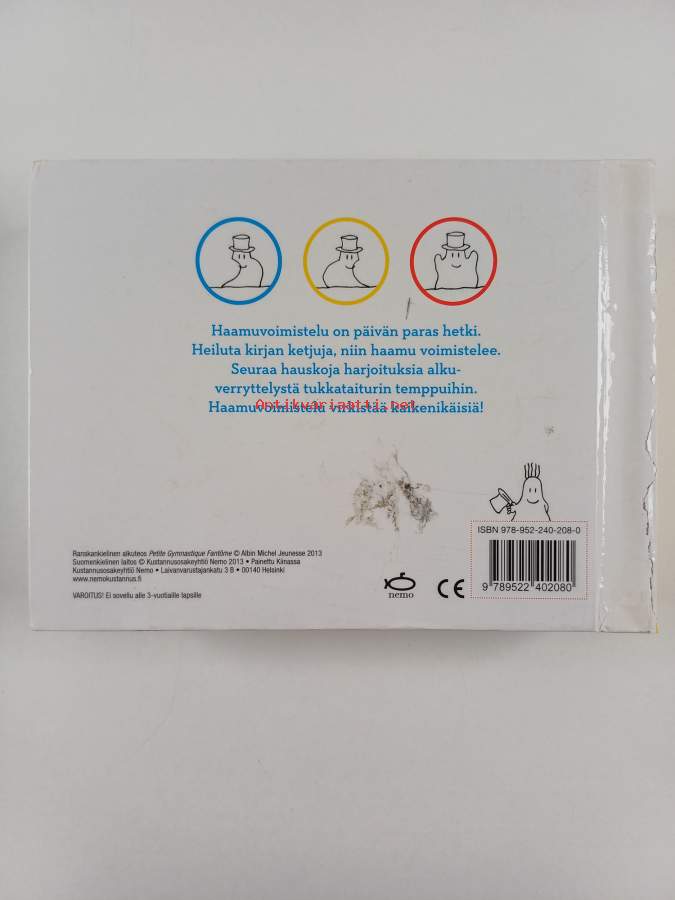 Haamuvoimistelu on päivän paras hetki.
Heiluta kirjan ketjuja, niin haamu voimistelee.
Seuraa hauskoja harjoituksia alku-
verryttelystä tukkataiturin temppuihin.
Haamuvoimistelu virkistää kaikenikäisiä!
Antikvariaatti.net
ISBN 978-952-240-208-0
Ranskankielinen alkuteos Petite Gymnastique Fantôme © Albin Michel Jeunesse 2013
Suomenkielinen laitos © Kustannusosakeyhtiö Nemo 2013 • Painettu Kiinassa
Kustannusosakeyhtiö Nemo • Laivanvarustajankatu 3 B • 00140 Helsinki
www.nemokustannus.fi
VAROITUS! Ei sovellu alle 3-vuotiaille lapsille
nemo
CE
9 789522 402080